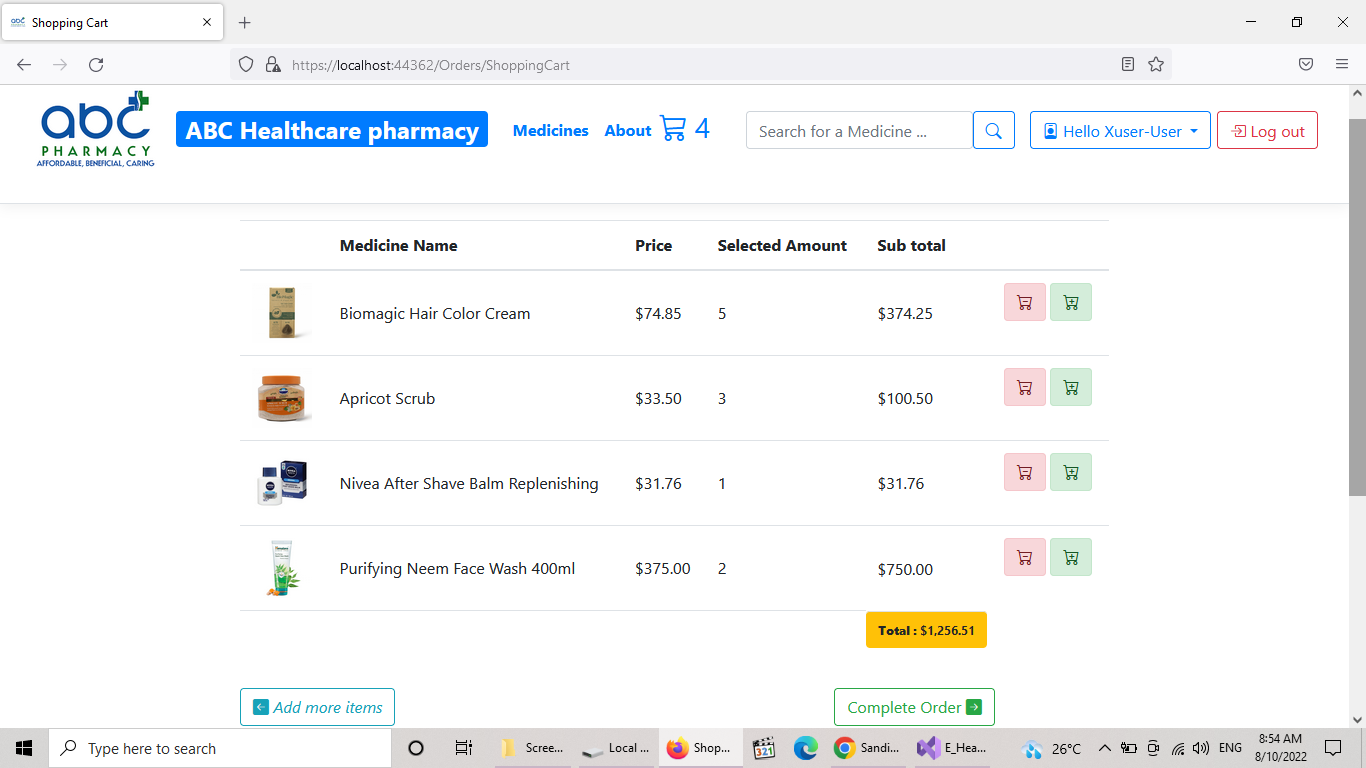 Shopping Cart
https://localhost:44362/Orders/ShoppingCart
abc
PHARMACY
AFFORDABLE, BENEFICIAL, CARING
ABC Healthcare pharmacy Medicines About 4 Search for a Medicine ... Hello Xuser-User Log out
Medicine Name Price Selected Amount Sub total
Biomagic Hair Color Cream $74.85 5 $374.25
Apricot Scrub $33.50 3 $100.50
Nivea After Shave Balm Replenishing $31.76 1 $31.76
Purifying Neem Face Wash 400ml $375.00 2 $750.00
Total : $1,256.51
Add more items Complete Order
Type here to search Scree... Local ... Shop... 321 Sandi... E_Hea... 26°C ENG 8:54 AM
8/10/2022